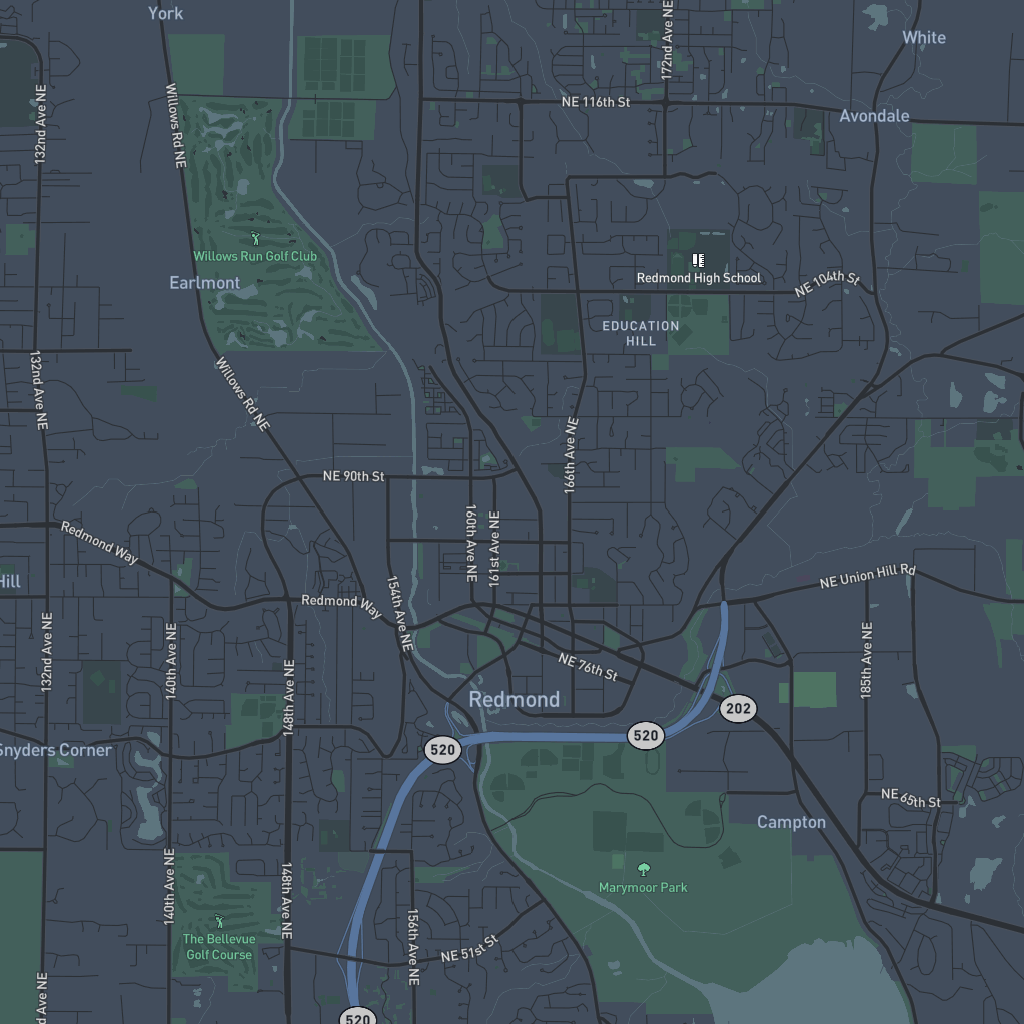 York
White
172nd Ave NE
NE 116th St
Avondale
132nd Ave NE
Willows Rd NE
Willows Run Golf Club
Earlmont
Redmond High School
NE 104th St
EDUCATION
HILL
132nd Ave NE
Willows Rd NE
166th Ave NE
NE 90th St
160th Ave NE
161st Ave NE
Redmond Way
NE Union Hill Rd
Hill
Redmond Way
154th Ave NE
132nd Ave NE
140th Ave NE
148th Ave NE
185th Ave NE
NE 76th St
Redmond
202
520
520
Snyders Corner
NE 65th St
Campton
140th Ave NE
148th Ave NE
Marymoor Park
156th Ave NE
The Bellevue
Golf Course
NE 51st St
d Ave NE
520